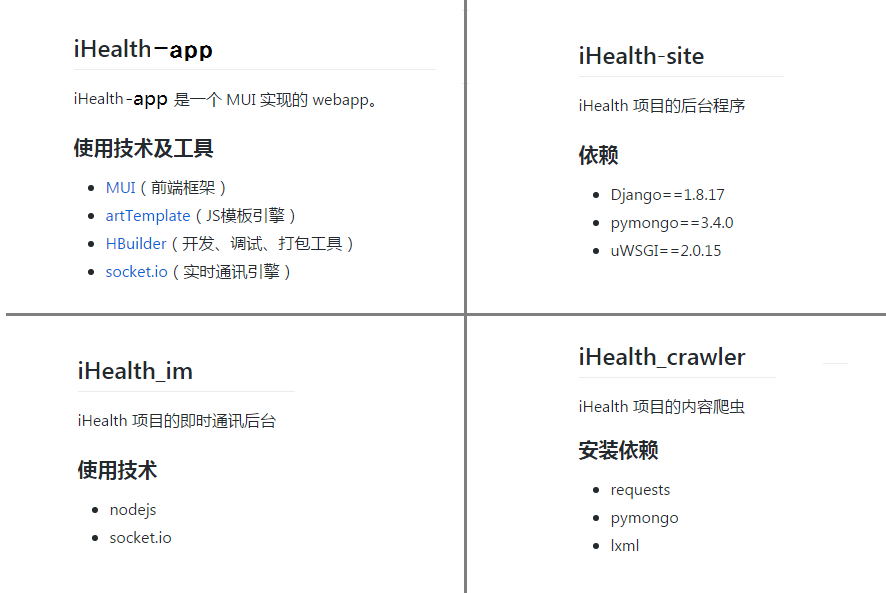 iHealth-app
iHealth-app 是一个 MUI 实现的 webapp。
使用技术及工具
MUI（前端框架）
artTemplate（JS模板引擎）
HBuilder（开发、调试、打包工具）
socket.io（实时通讯引擎）
iHealth-site
iHealth 项目的后台程序
依赖
Django==1.8.17
pymongo==3.4.0
uWSGI==2.0.15
iHealth_im
iHealth 项目的即时通讯后台
使用技术
nodejs
socket.io
iHealth_crawler
iHealth 项目的内容爬虫
安装依赖
requests
pymongo
lxml